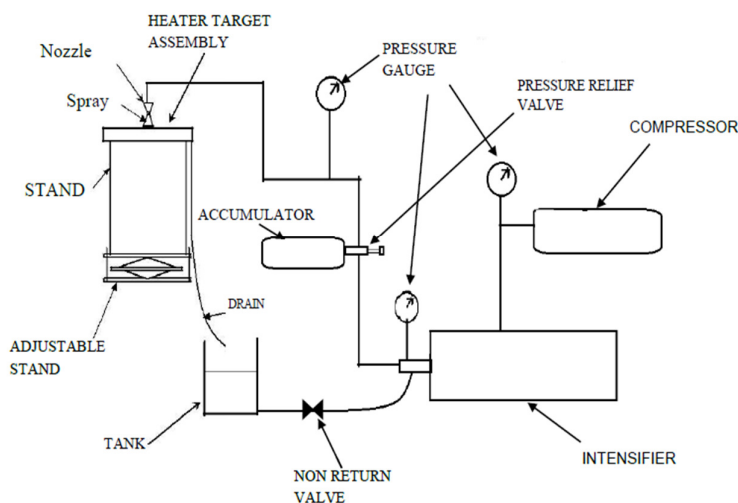 HEATER TARGET
ASSEMBLY
Nozzle
Spray
PRESSURE
GAUGE
PRESSURE RELIEF
VALVE
COMPRESSOR
STAND
ACCUMULATOR
DRAIN
ADJUSTABLE
STAND
TANK
NON RETURN
VALVE
INTENSIFIER